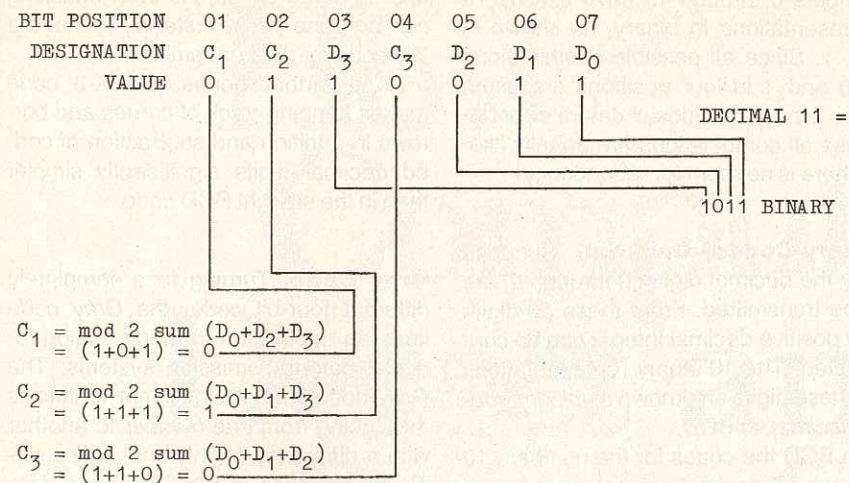 BIT POSITION 01 02 03 04 05 06 07
DESIGNATION C1 C2 D3 C3 D2 D1 D0
VALUE 0 1 1 0 0 1 1
DECIMAL 11 =
1011 BINARY
C1 = mod 2 sum (D0+D2+D3)
= (1+0+1) = 0
C2 = mod 2 sum (D0+D1+D3)
= (1+1+1) = 1
C3 = mod 2 sum (D0+D1+D2)
= (1+1+0) = 0